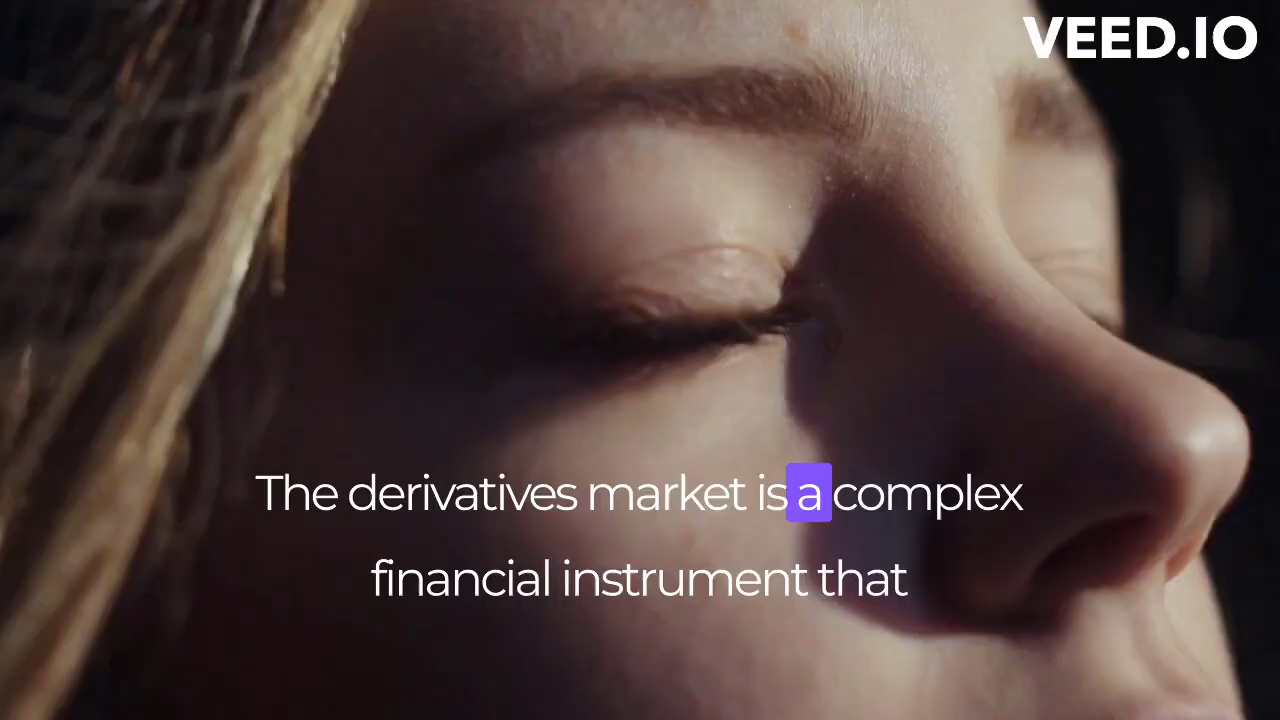 VEED.IO
The derivatives market is a complex
financial instrument that